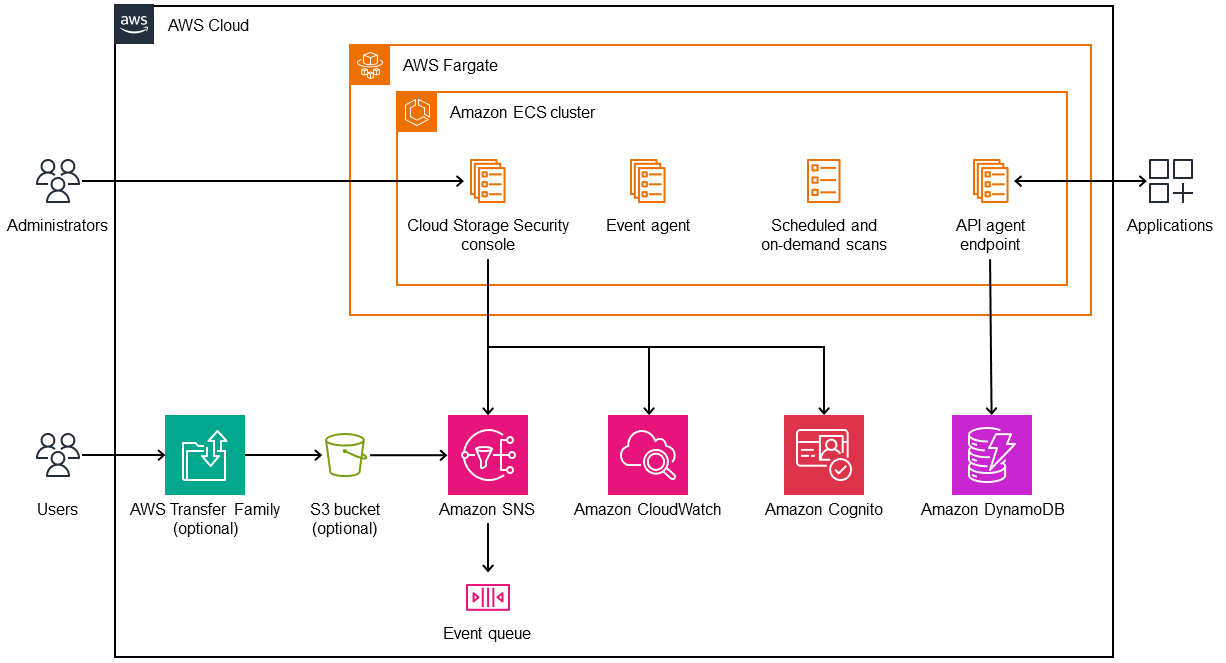 aws
AWS Cloud
AWS Fargate
Amazon ECS cluster
Administrators
Cloud Storage Security
console
Event agent
Scheduled and
on-demand scans
API agent
endpoint
Applications
Users
AWS Transfer Family
(optional)
S3 bucket
(optional)
Amazon SNS
Amazon CloudWatch
Amazon Cognito
Amazon DynamoDB
Event queue